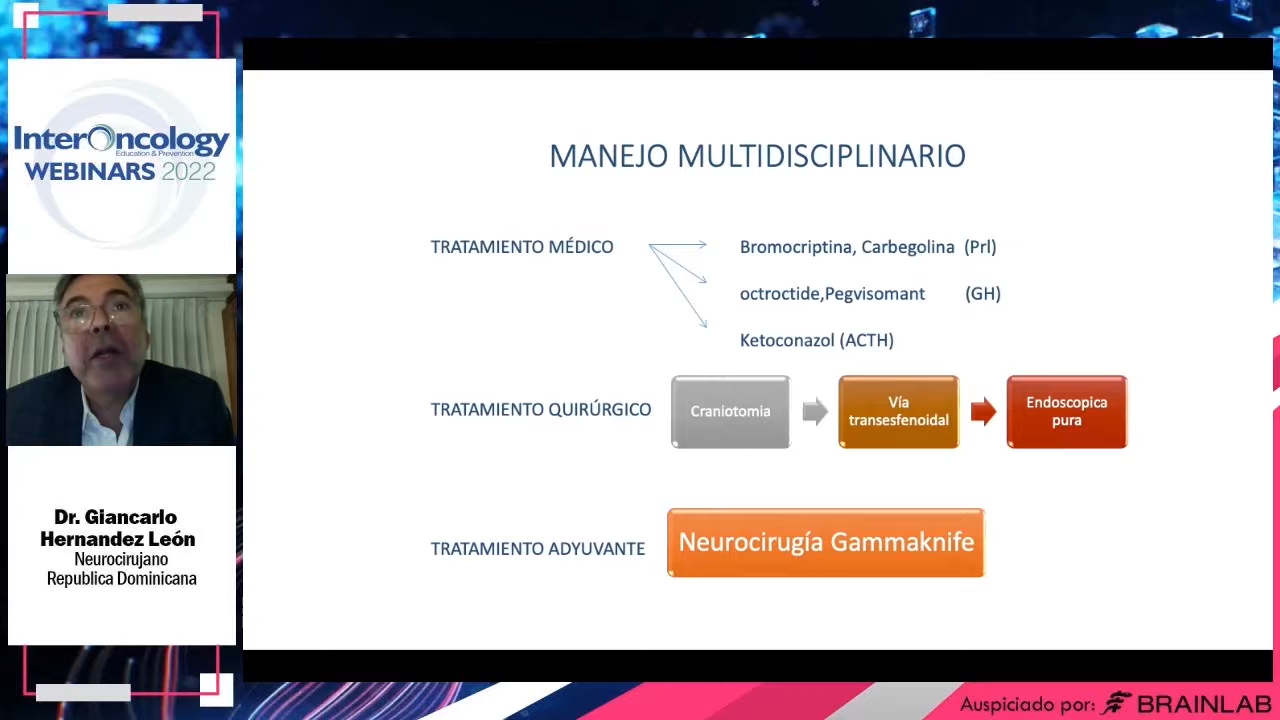 InterOncology
Education & Prevention
WEBINARS 2022
Dr. Giancarlo
Hernandez León
Neurocirujano
Republica Dominicana
MANEJO MULTIDISCIPLINARIO
TRATAMIENTO MÉDICO
Bromocriptina, Carbegolina (Prl)
octroctide,Pegvisomant (GH)
Ketoconazol (ACTH)
TRATAMIENTO QUIRÚRGICO
Craniotomia
Vía
transesfenoidal
Endoscopica
pura
TRATAMIENTO ADYUVANTE
Neurocirugía Gammaknife
Auspiciado por: BRAINLAB